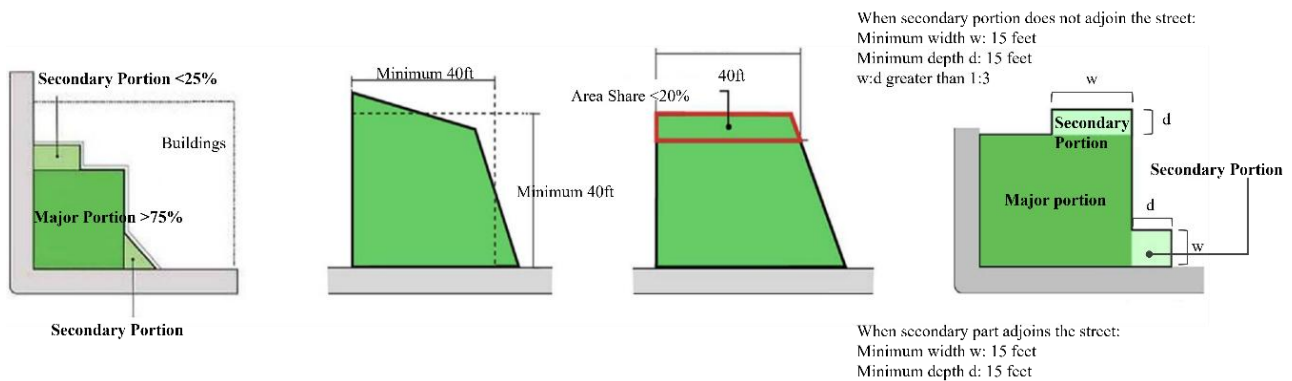 Secondary Portion <25%
Buildings
Major Portion >75%
Secondary Portion
Minimum 40ft
Minimum 40ft
40ft
Area Share <20%
When secondary portion does not adjoin the street:
Minimum width w: 15 feet
Minimum depth d: 15 feet
w:d greater than 1:3
w
Secondary
Portion
d
Secondary Portion
Major portion
d
w
When secondary part adjoins the street:
Minimum width w: 15 feet
Minimum depth d: 15 feet